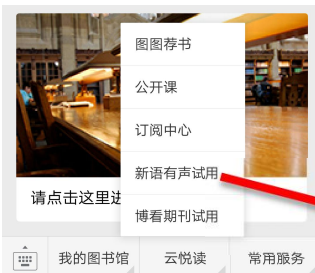 图图荐书
公开课
订阅中心
新语有声试用
请点击这里进
博看期刊试用
我的图书馆
云悦读
常用服务